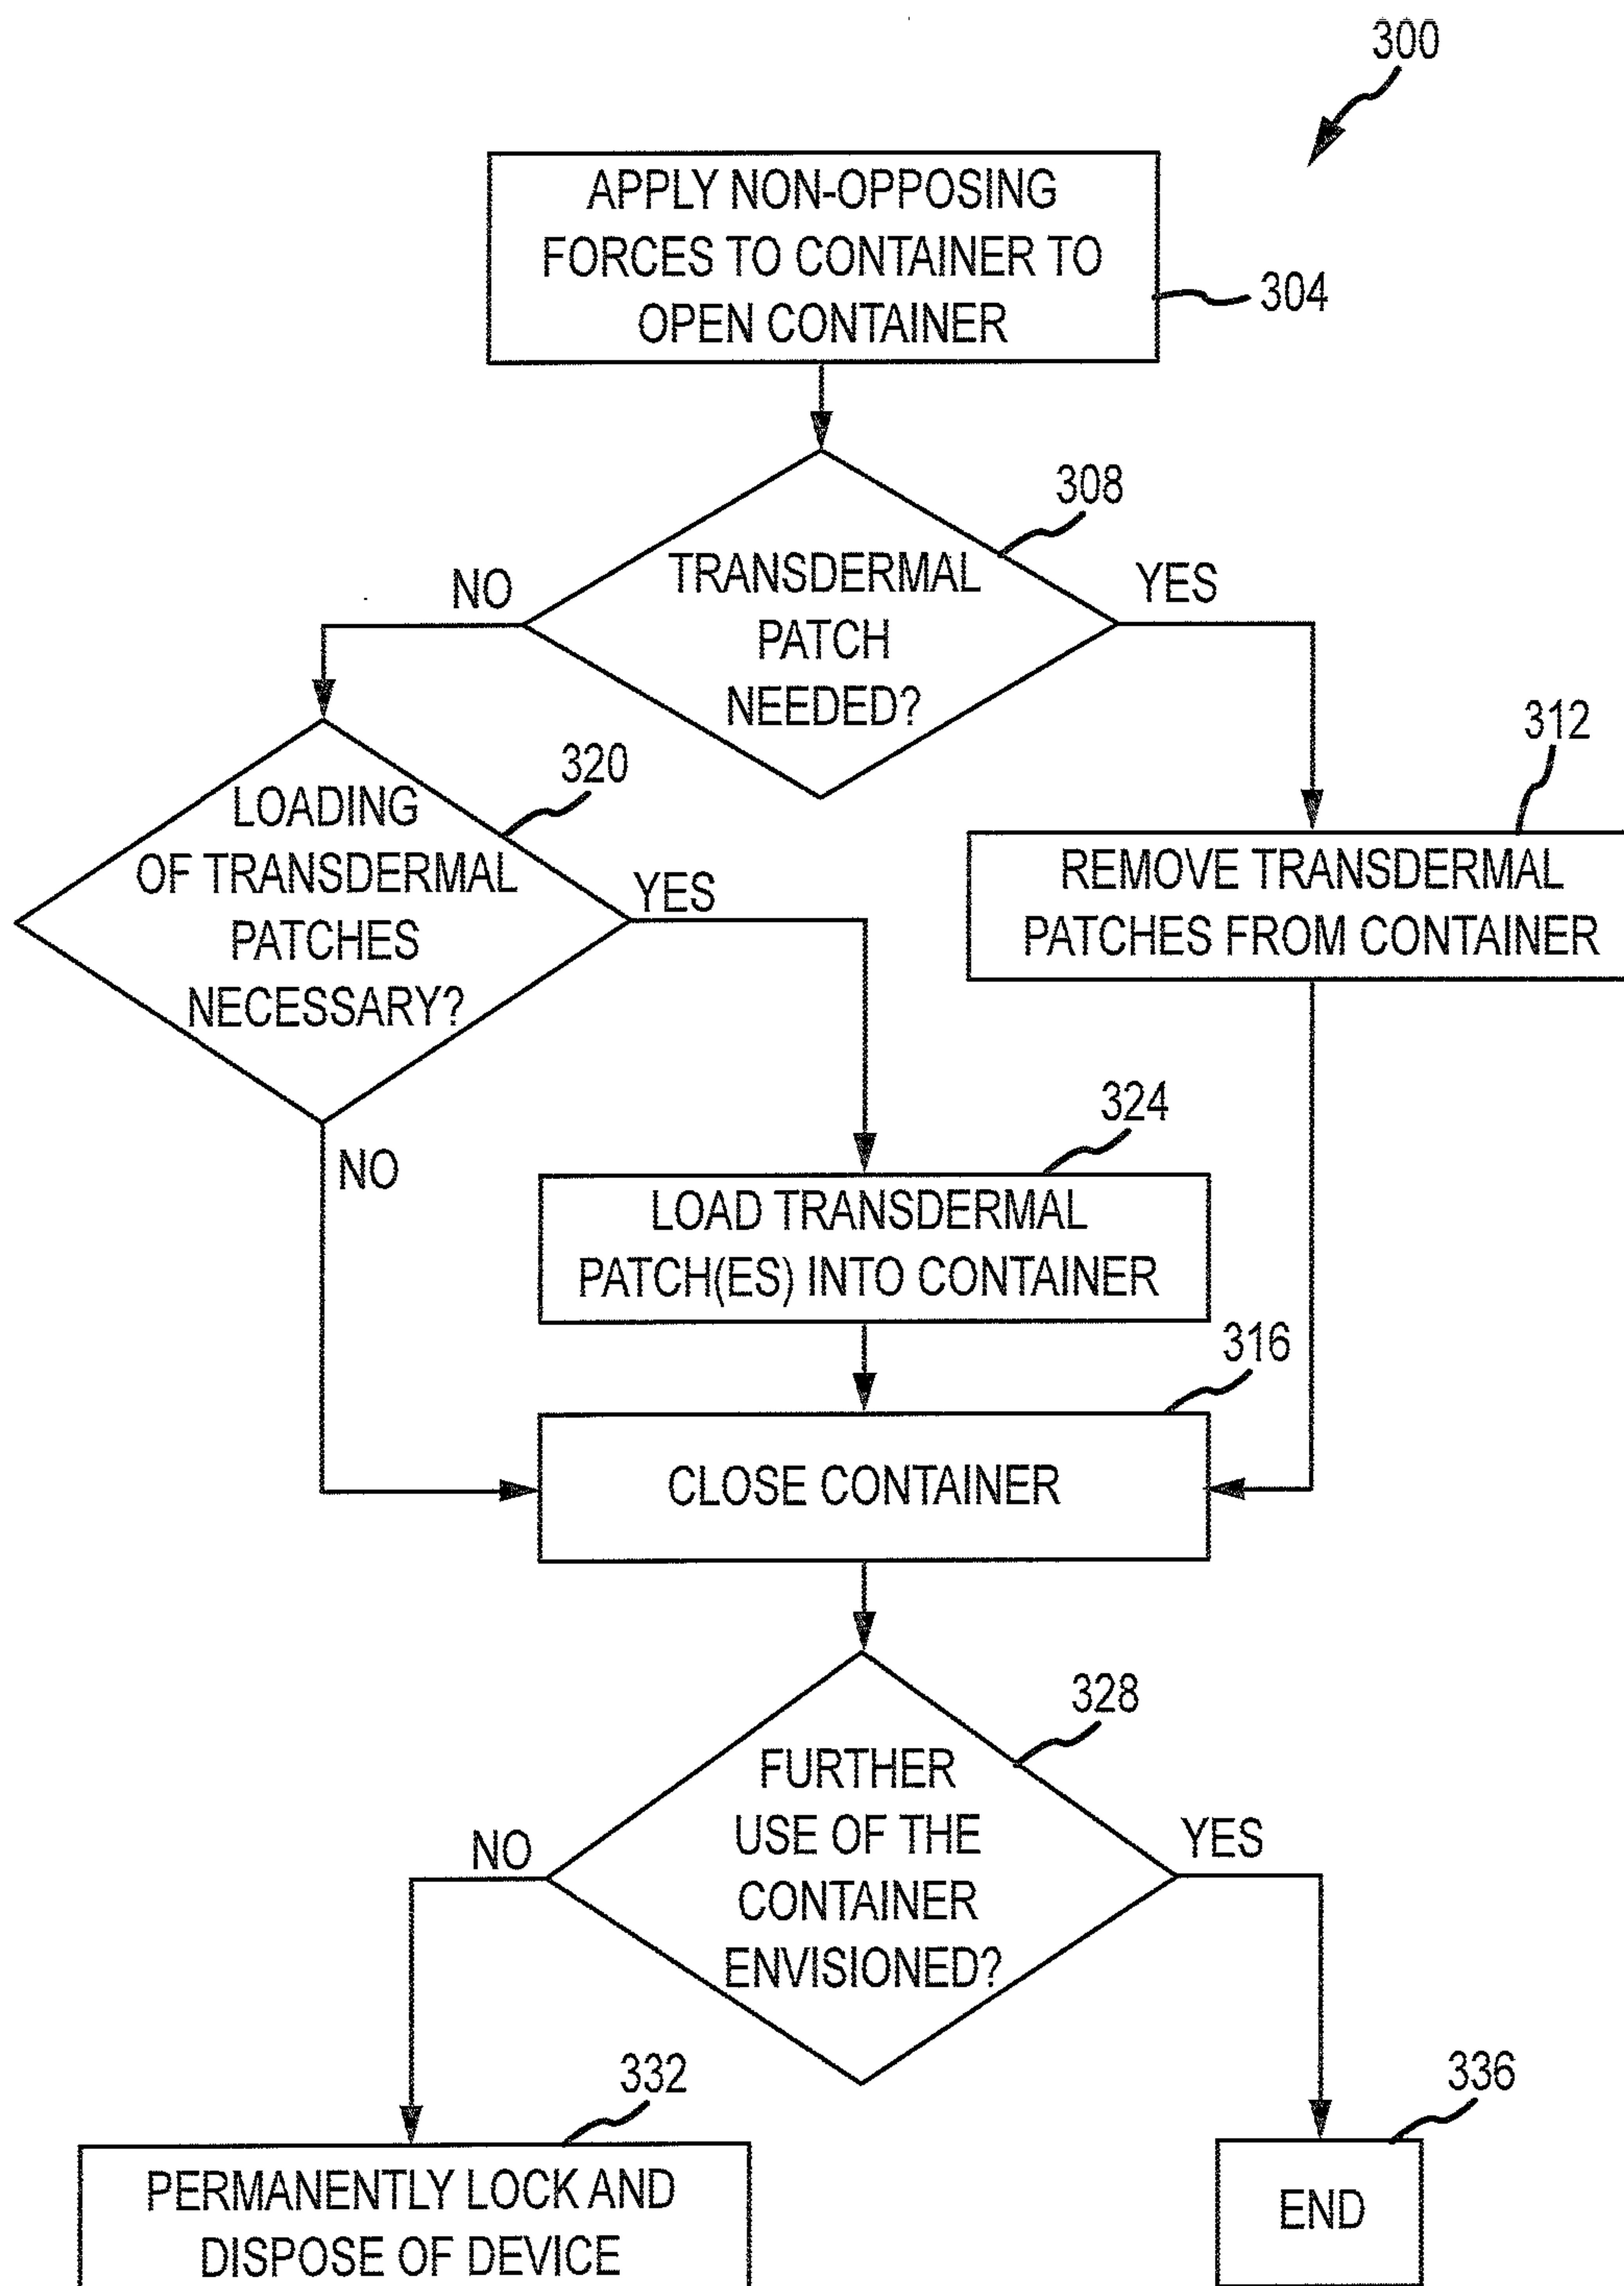 300
APPLY NON-OPPOSING
FORCES TO CONTAINER TO
OPEN CONTAINER
304
308
NO
TRANSDERMAL
PATCH
NEEDED?
YES
312
320
LOADING
OF TRANSDERMAL
PATCHES
NECESSARY?
YES
REMOVE TRANSDERMAL
PATCHES FROM CONTAINER
NO
324
LOAD TRANSDERMAL
PATCH(ES) INTO CONTAINER
316
CLOSE CONTAINER
328
NO
FURTHER
USE OF THE
CONTAINER
ENVISIONED?
YES
332
336
PERMANENTLY LOCK AND
DISPOSE OF DEVICE
END